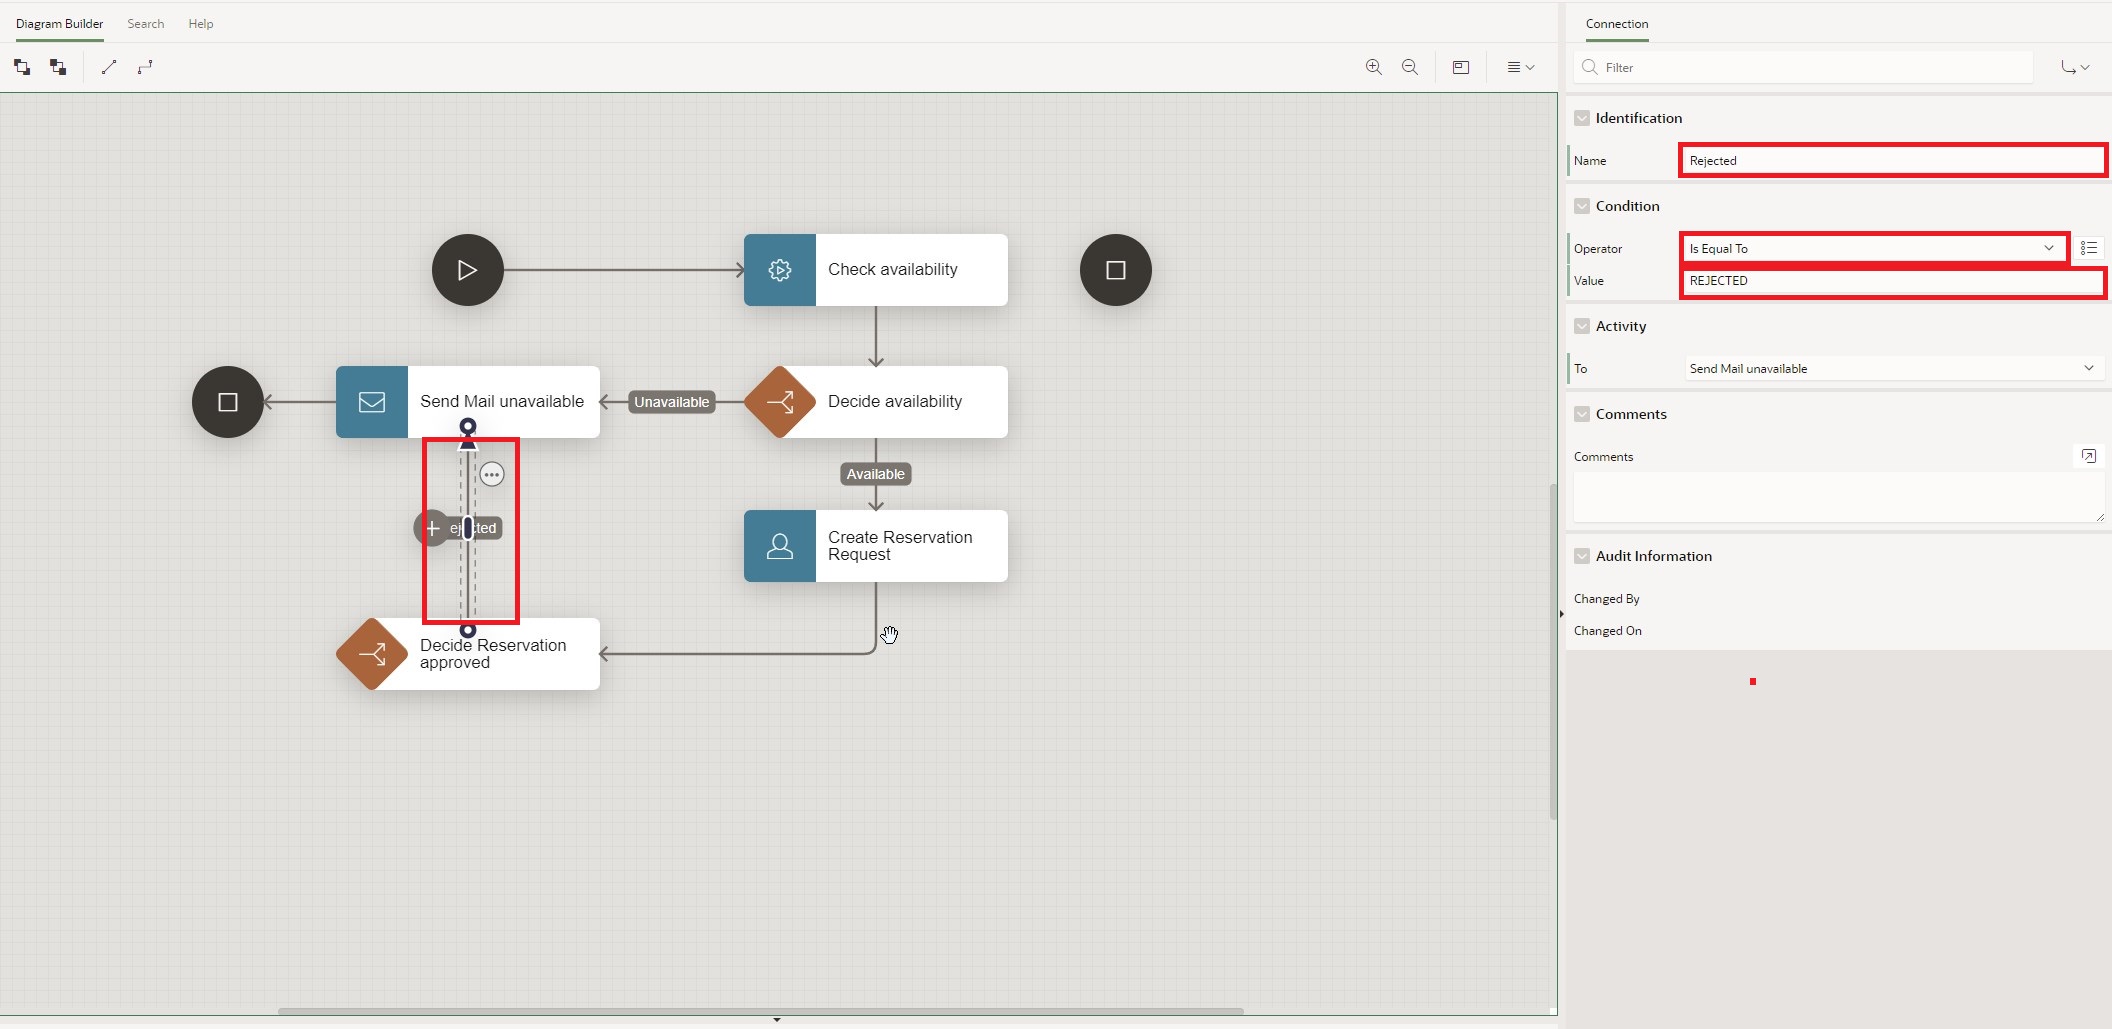 Diagram Builder
Search
Help
Check availability
Send Mail unavailable
Unavailable
Decide availability
Available
ejected
Create Reservation
Request
Decide Reservation
approved
Connection
Filter
Identification
Name
Rejected
Condition
Operator
Is Equal To
Value
REJECTED
Activity
To
Send Mail unavailable
Comments
Comments
Audit Information
Changed By
Changed On